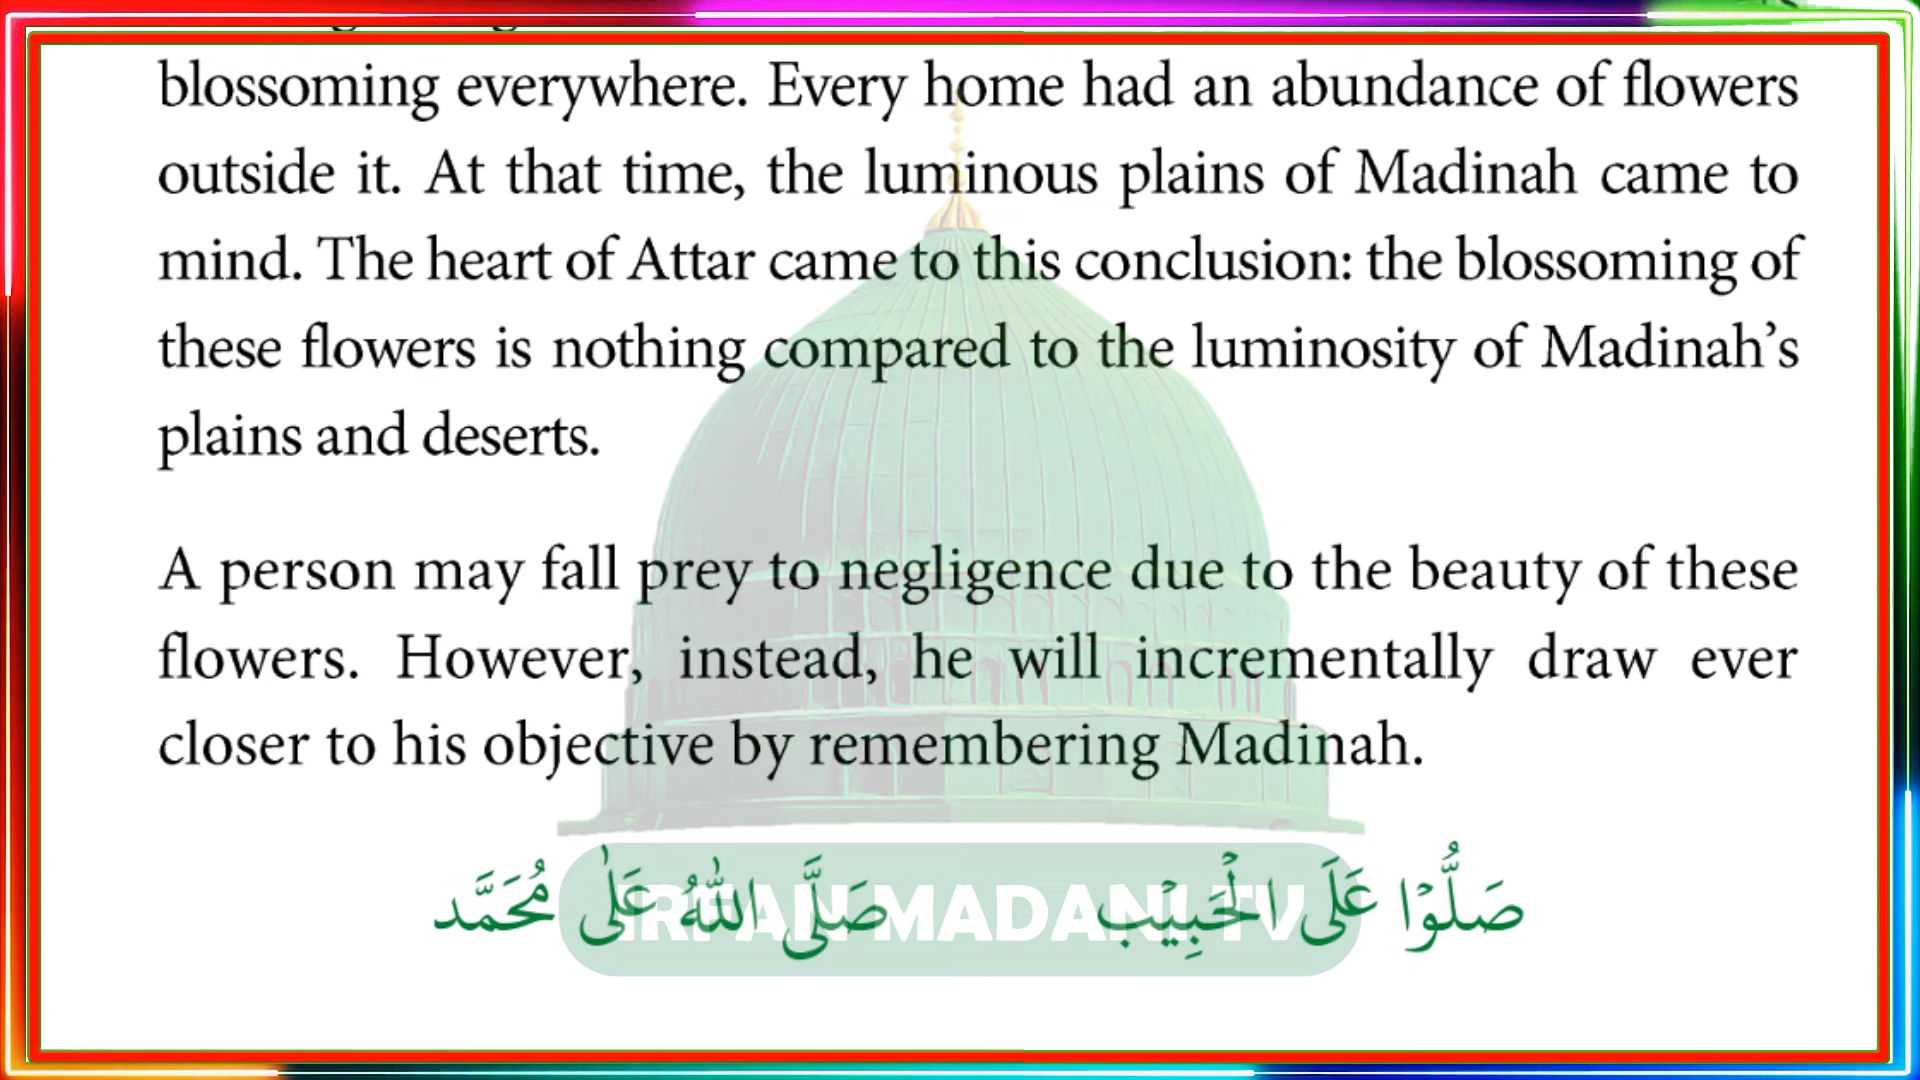 blossoming everywhere. Every home had an abundance of flowers
outside it. At that time, the luminous plains of Madinah came to
mind. The heart of Attar came to this conclusion: the blossoming of
these flowers is nothing compared to the luminosity of Madinah’s
plains and deserts.
A person may fall prey to negligence due to the beauty of these
flowers. However, instead, he will incrementally draw ever
closer to his objective by remembering Madinah.
صَلُّوْا عَلَى الْحَبِيْب صَلَّى اللّٰهُ عَلٰى مُحَمَّد
IRFAN MADANI TV